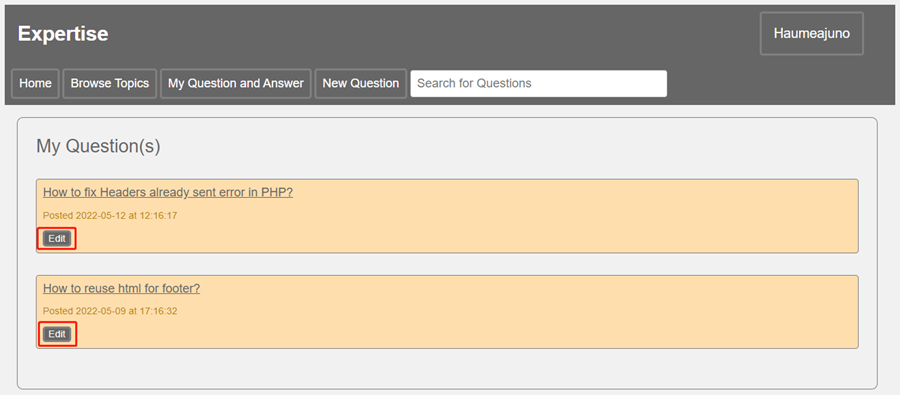 Expertise
Haumeajuno
Home
Browse Topics
My Question and Answer
New Question
Search for Questions
My Question(s)
How to fix Headers already sent error in PHP?
Posted 2022-05-12 at 12:16:17
Edit
How to reuse html for footer?
Posted 2022-05-09 at 17:16:32
Edit